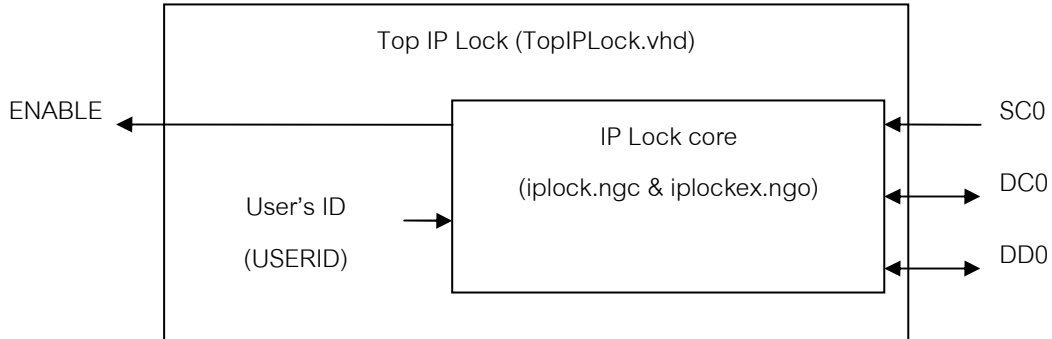 Top IP Lock (TopIPLock.vhd)
ENABLE
IP Lock core
(iplock.ngc & iplockex.ngo)
User's ID
(USERID)
SC0
DC0
DD0